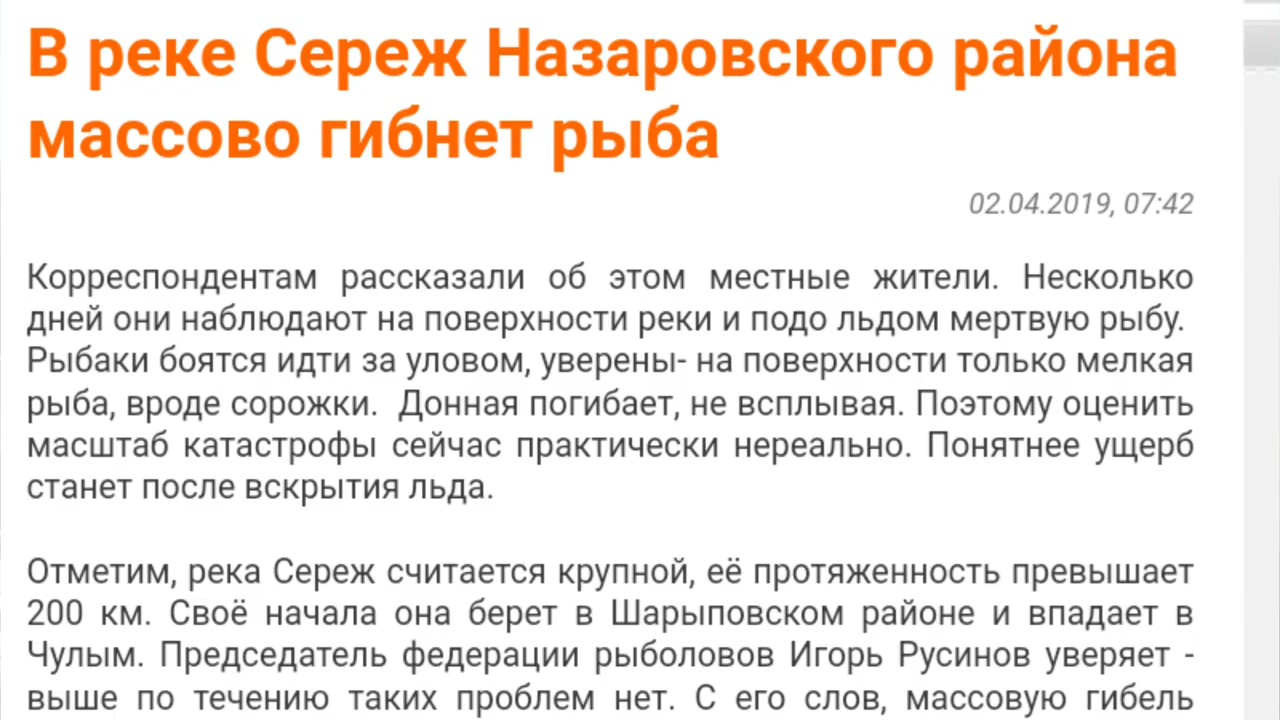 В реке Сереж Назаровского района
массово гибнет рыба
02.04.2019, 07:42
Корреспондентам рассказали об этом местные жители. Несколько
дней они наблюдают на поверхности реки и подо льдом мертвую рыбу.
Рыбаки боятся идти за уловом, уверены- на поверхности только мелкая
рыба, вроде сорожки. Донная погибает, не всплывая. Поэтому оценить
масштаб катастрофы сейчас практически нереально. Понятнее ущерб
станет после вскрытия льда.
Отметим, река Сереж считается крупной, её протяженность превышает
200 км. Своё начала она берет в Шарыповском районе и впадает в
Чулым. Председатель федерации рыболовов Игорь Русинов уверяет -
выше по течению таких проблем нет. С его слов, массовую гибель